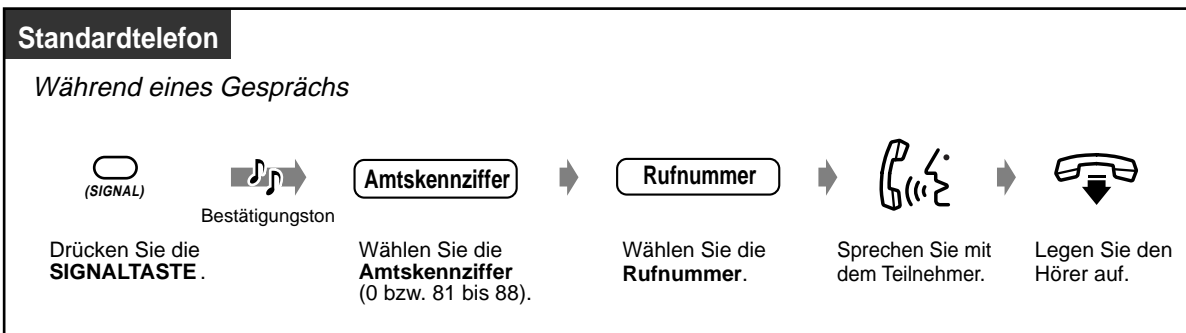 Standardtelefon
Während eines Gesprächs
(SIGNAL)
Bestätigungston
Amtskennziffer
Rufnummer
Drücken Sie die
SIGNALTASTE .
Wählen Sie die
Amtskennziffer
(0 bzw. 81 bis 88).
Wählen Sie die
Rufnummer.
Sprechen Sie mit
dem Teilnehmer.
Legen Sie den
Hörer auf.